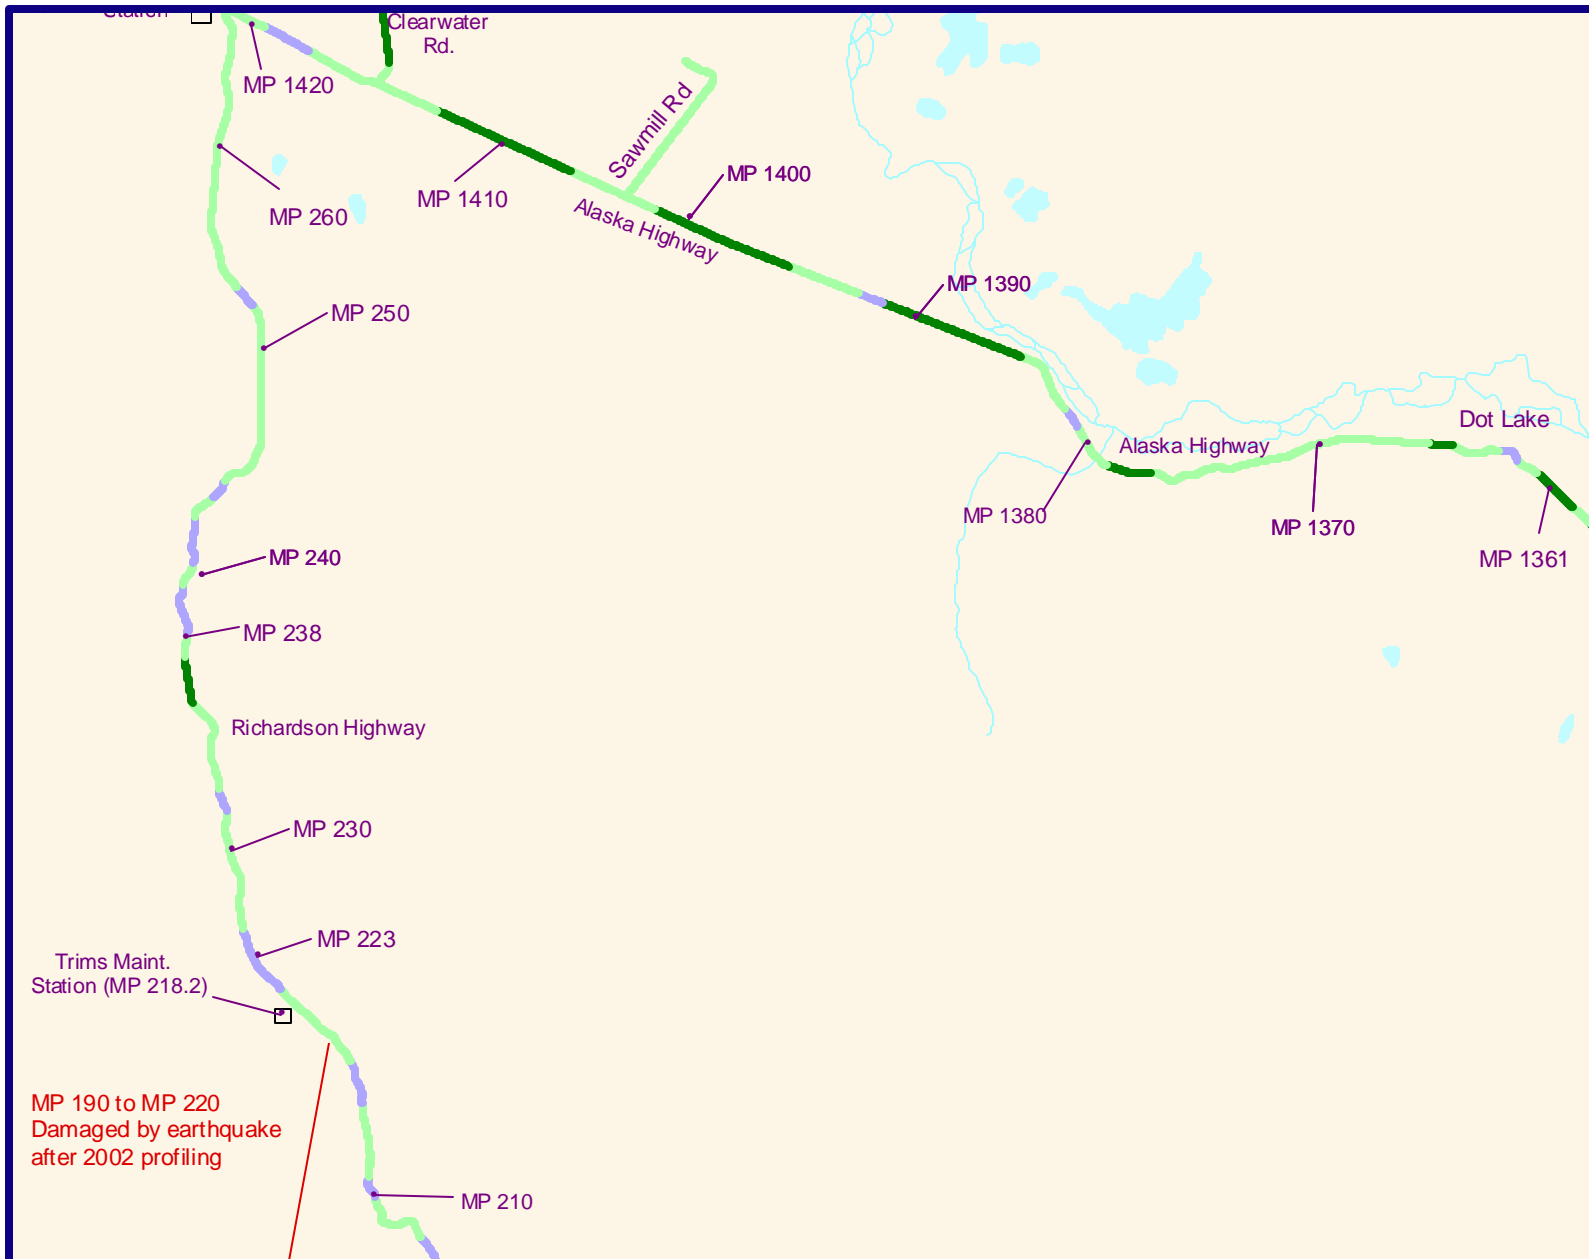 Station
Clearwater
Rd.
MP 1420
Sawmill Rd
MP 1400
MP 1410
MP 260
Alaska Highway
MP 1390
MP 250
Dot Lake
Alaska Highway
MP 1380
MP 1370
MP 1361
MP 240
MP 238
Richardson Highway
MP 230
MP 223
Trims Maint.
Station (MP 218.2)
MP 190 to MP 220
Damaged by earthquake
after 2002 profiling
MP 210